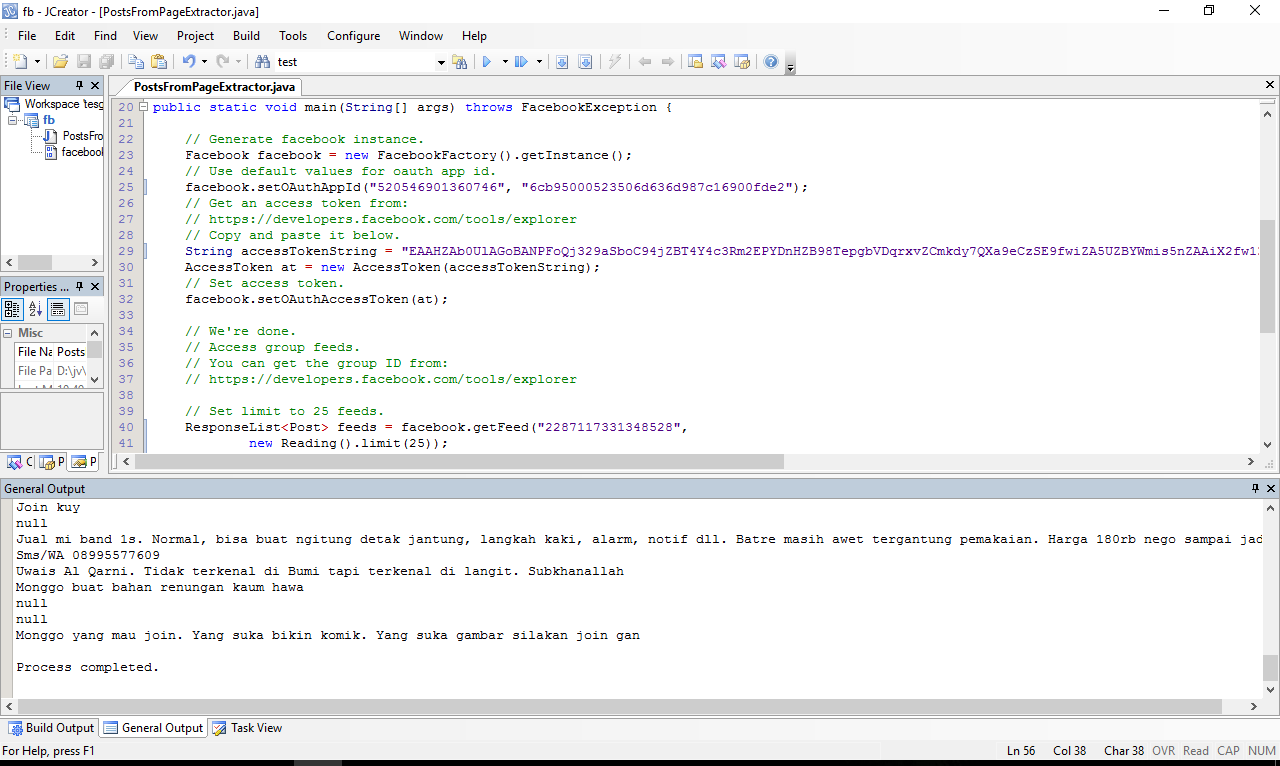 fb - JCreator - [PostsFromPageExtractor.java]
File Edit Find View Project Build Tools Configure Window Help
test
File View
Workspace tesg
fb
PostsFro
facebool
Properties ...
Misc
File Na Posts
File Pa D:\jv\
C P P
PostsFromPageExtractor.java
20 public static void main(String[] args) throws FacebookException {
21
22 // Generate facebook instance.
23 Facebook facebook = new FacebookFactory().getInstance();
24 // Use default values for oauth app id.
25 facebook.setOAuthAppId("520546901360746", "6cb95000523506d636d987c16900fde2");
26 // Get an access token from:
27 // https://developers.facebook.com/tools/explorer
28 // Copy and paste it below.
29 String accessTokenString = "EAAHZAb0UlAGoBANPFoQj329aSboC94jZBT4Y4c3Rm2EPYDnHZB98TepgbVDqrxvZCmkdy7QXa9eCzSE9fwiZA5UZBYWmis5nZAAiX2fw1
30 AccessToken at = new AccessToken(accessTokenString);
31 // Set access token.
32 facebook.setOAuthAccessToken(at);
33
34 // We're done.
35 // Access group feeds.
36 // You can get the group ID from:
37 // https://developers.facebook.com/tools/explorer
38
39 // Set limit to 25 feeds.
40 ResponseList<Post> feeds = facebook.getFeed("2287117331348528",
41 new Reading().limit(25));
General Output
Join kuy
null
Jual mi band 1s. Normal, bisa buat ngitung detak jantung, langkah kaki, alarm, notif dll. Batre masih awet tergantung pemakaian. Harga 180rb nego sampai jad
Sms/WA 08995577609
Uwais Al Qarni. Tidak terkenal di Bumi tapi terkenal di langit. Subkhanallah
Monggo buat bahan renungan kaum hawa
null
null
Monggo yang mau join. Yang suka bikin komik. Yang suka gambar silakan join gan
Process completed.
Build Output General Output Task View
For Help, press F1 Ln 56 Col 38 Char 38 OVR Read CAP NUM